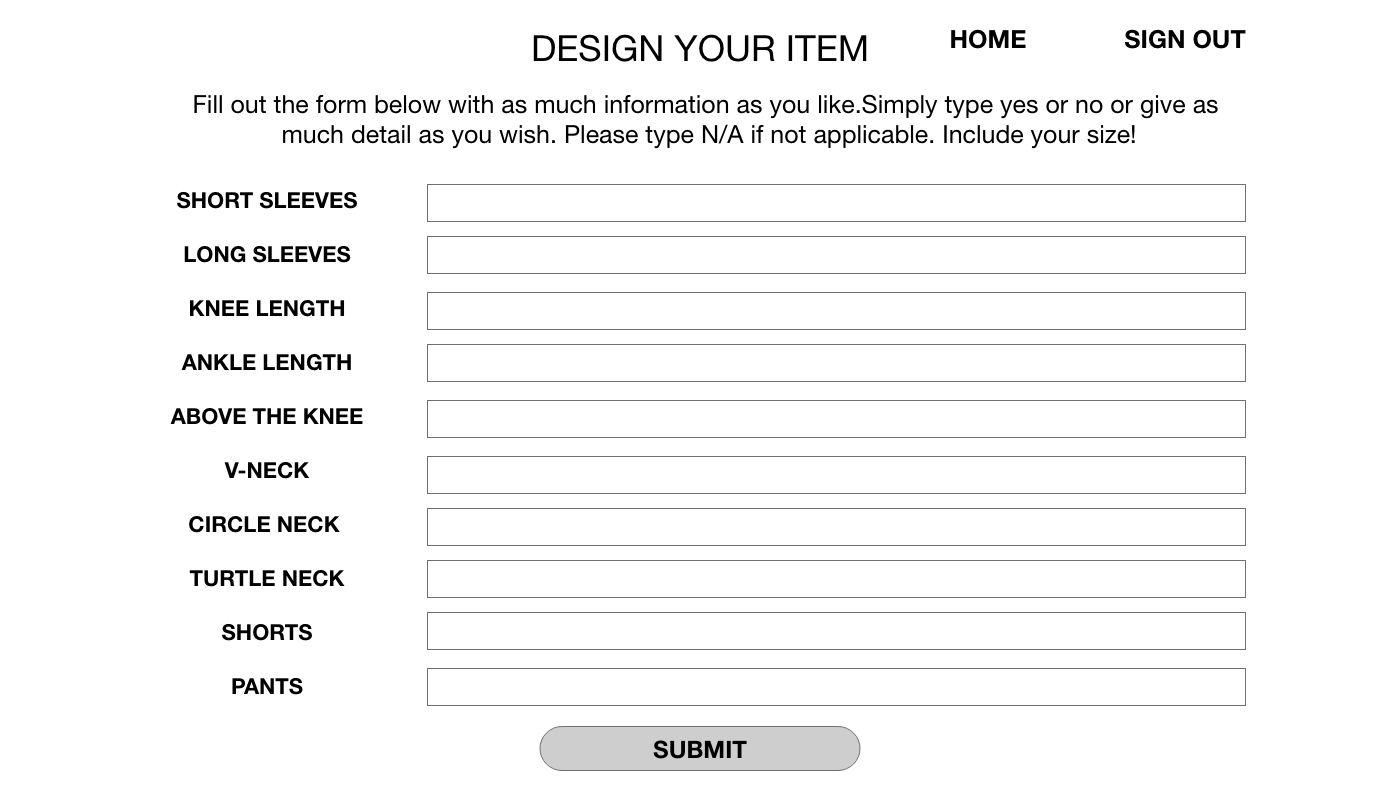 DESIGN YOUR ITEM
HOME
SIGN OUT
Fill out the form below with as much information as you like.Simply type yes or no or give as
much detail as you wish. Please type N/A if not applicable. Include your size!
SHORT SLEEVES
LONG SLEEVES
KNEE LENGTH
ANKLE LENGTH
ABOVE THE KNEE
V-NECK
CIRCLE NECK
TURTLE NECK
SHORTS
PANTS
SUBMIT